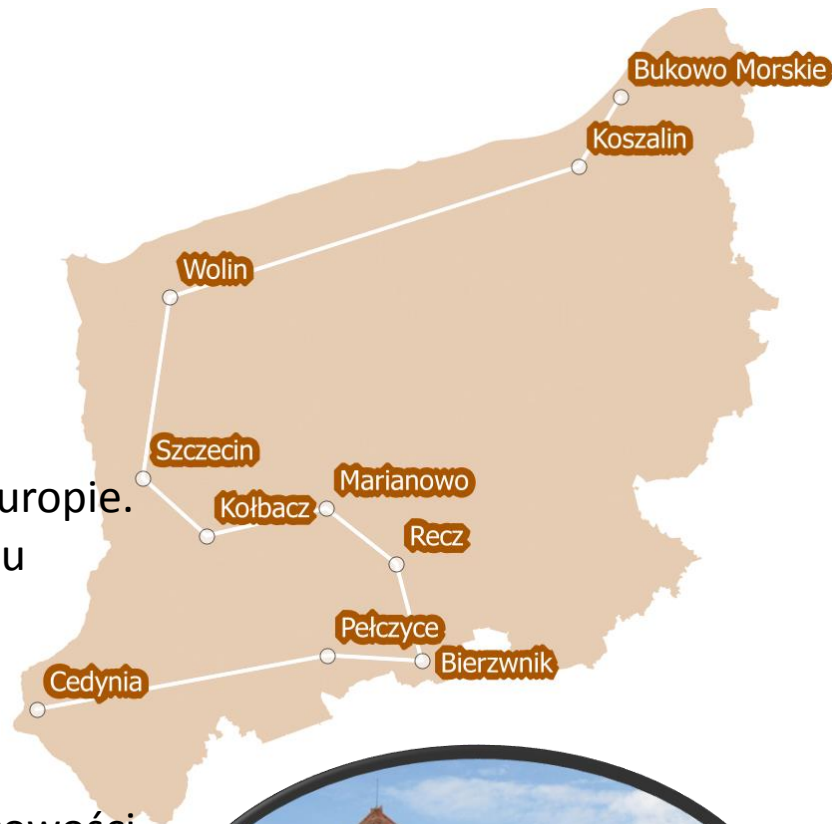 Bukowo Morskie
Koszalin
Wolin
Szczecin
Marianowo
uropie.
Kołbacz
Recz
u
Pełczyce
Bierzwnik
Cedynia